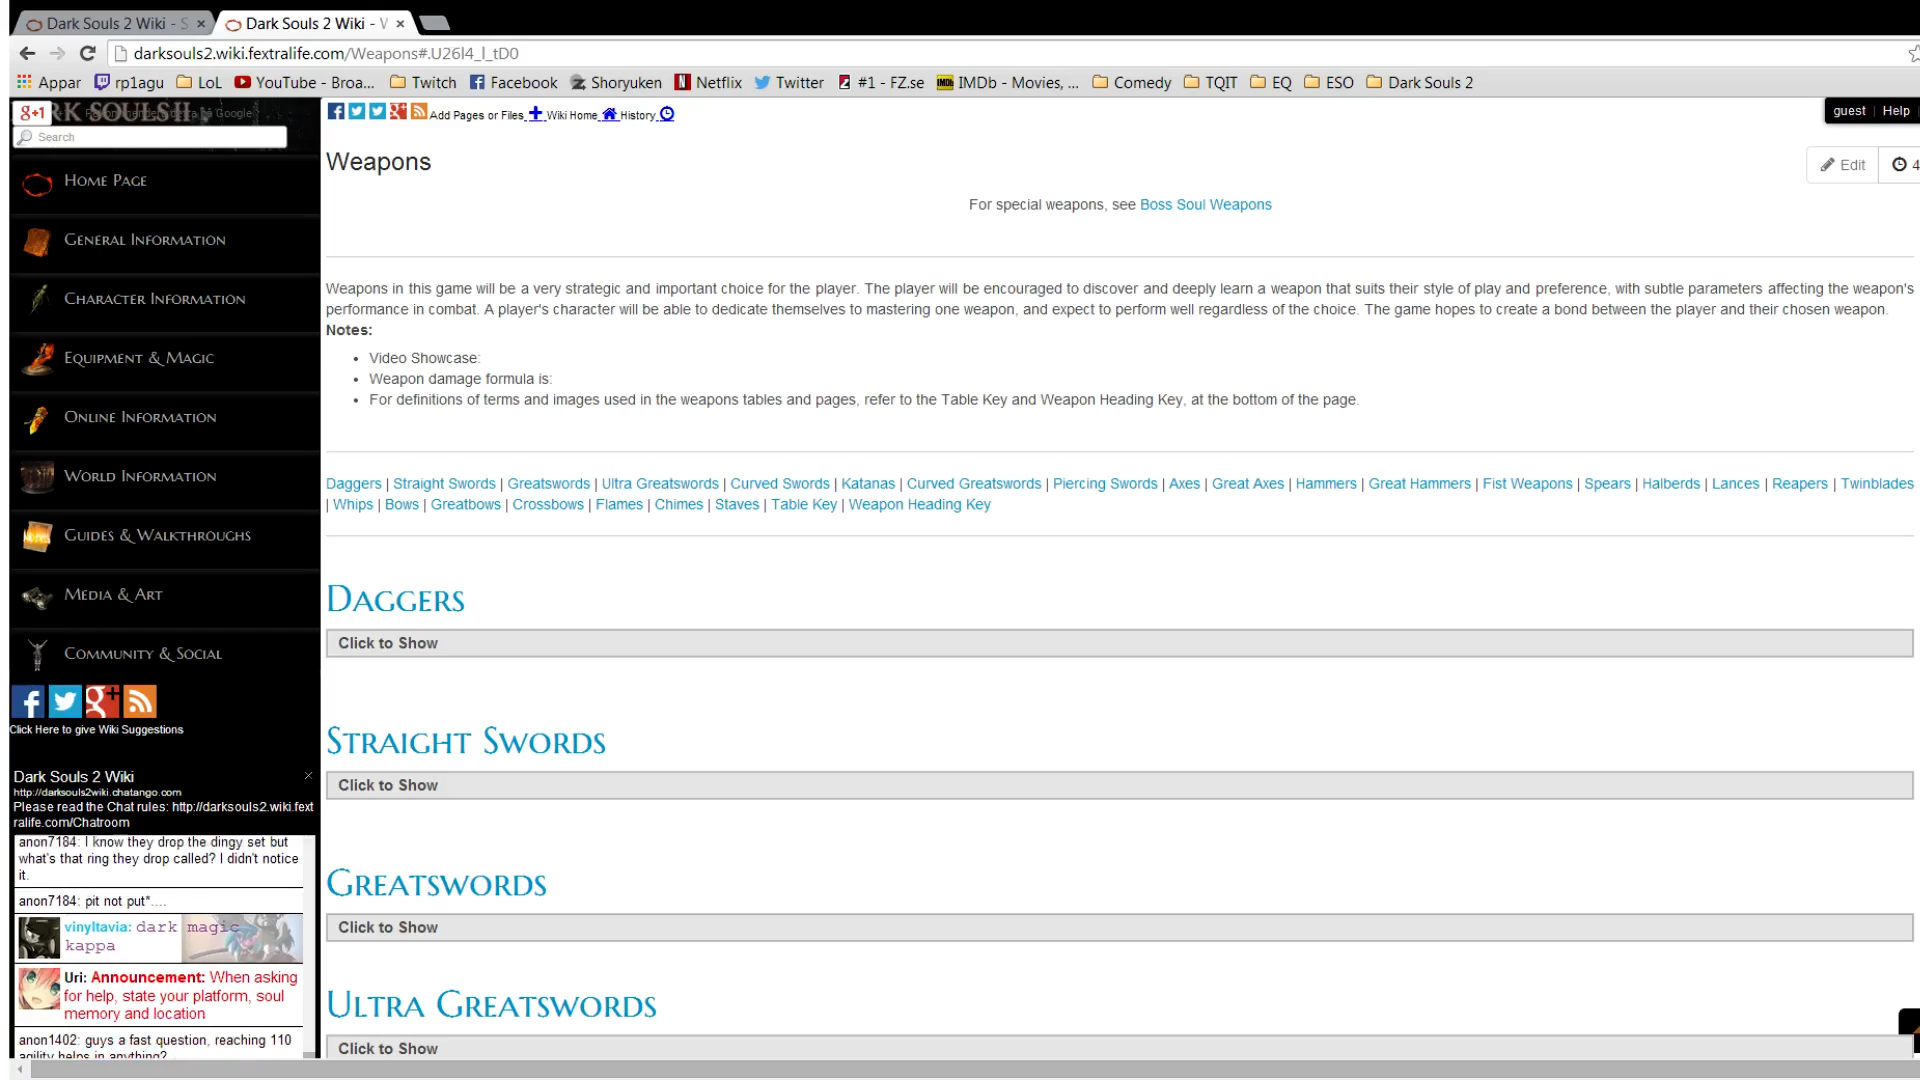 Dark Souls 2 Wiki - S
Dark Souls 2 Wiki - W
darksouls2.wiki.fextralife.com/Weapons#.U26l4_l_tD0
Appar rp1agu LoL YouTube - Broa... Twitch Facebook Shoryuken Netflix Twitter #1 - FZ.se IMDb - Movies, ... Comedy TQIT EQ ESO Dark Souls 2
g+1
RK SOULS II
Search
Home Page
General Information
Character Information
Equipment & Magic
Online Information
World Information
Guides & Walkthroughs
Media & Art
Community & Social
Click Here to give Wiki Suggestions
Dark Souls 2 Wiki
http://darksouls2wiki.chatango.com
Please read the Chat rules: http://darksouls2.wiki.fext
ralife.com/Chatroom
anon7184: I know they drop the dingy set but
what's that ring they drop called? I didn't notice
it.
anon7184: pit not put*....
vinyltavia: dark magic
kappa
Uri: Announcement: When asking
for help, state your platform, soul
memory and location
anon1402: guys a fast question, reaching 110
agility helps in anything?
Add Pages or Files Wiki Home History
guest | Help
Weapons
Edit
4
For special weapons, see Boss Soul Weapons
Weapons in this game will be a very strategic and important choice for the player. The player will be encouraged to discover and deeply learn a weapon that suits their style of play and preference, with subtle parameters affecting the weapon's
performance in combat. A player's character will be able to dedicate themselves to mastering one weapon, and expect to perform well regardless of the choice. The game hopes to create a bond between the player and their chosen weapon.
Notes:
• Video Showcase:
• Weapon damage formula is:
• For definitions of terms and images used in the weapons tables and pages, refer to the Table Key and Weapon Heading Key, at the bottom of the page.
Daggers | Straight Swords | Greatswords | Ultra Greatswords | Curved Swords | Katanas | Curved Greatswords | Piercing Swords | Axes | Great Axes | Hammers | Great Hammers | Fist Weapons | Spears | Halberds | Lances | Reapers | Twinblades
| Whips | Bows | Greatbows | Crossbows | Flames | Chimes | Staves | Table Key | Weapon Heading Key
Daggers
Click to Show
Straight Swords
Click to Show
Greatswords
Click to Show
Ultra Greatswords
Click to Show